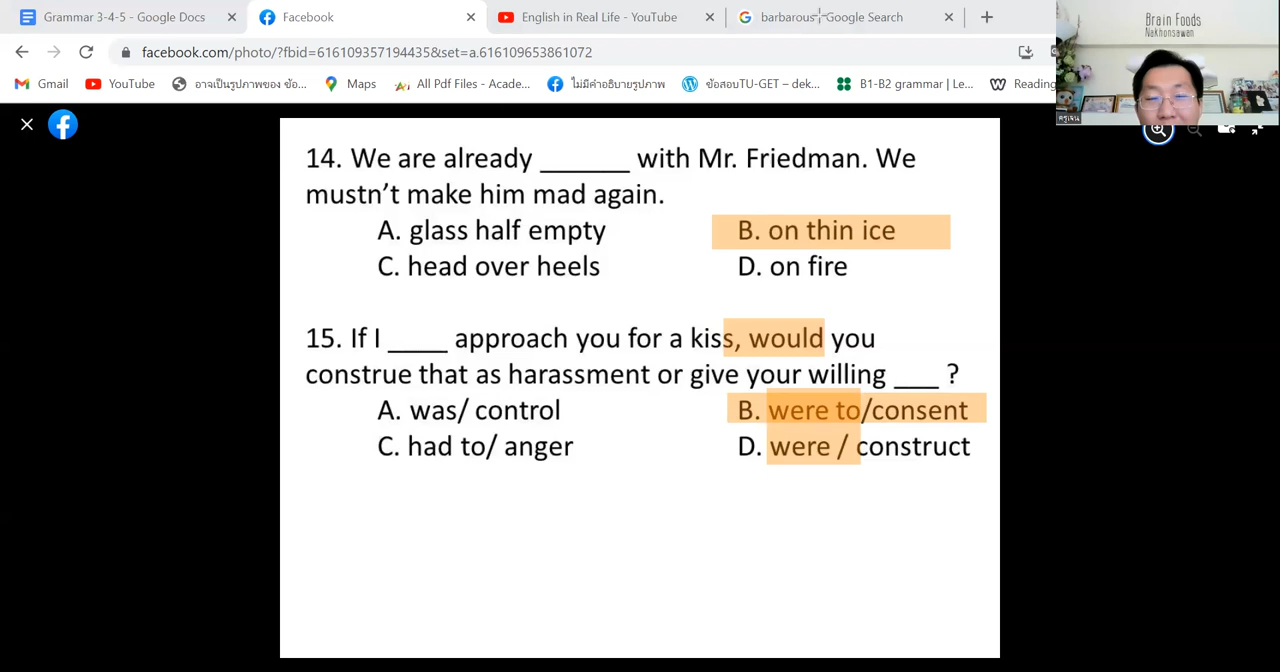 Grammar 3-4-5 - Google Docs
Facebook
English in Real Life - YouTube
barbarous - Google Search
facebook.com/photo/?fbid=616109357194435&set=a.616109653861072
Gmail
YouTube
อาจเป็นรูปภาพของ ข้อ...
Maps
All Pdf Files - Acade...
ไม่มีคำอธิบายรูปภาพ
ข้อสอบTU-GET – dek...
B1-B2 grammar | Le...
Reading
Brain Foods
Nakhonsawan
ครูเจน
14. We are already _______ with Mr. Friedman. We
mustn’t make him mad again.
A. glass half empty
B. on thin ice
C. head over heels
D. on fire
15. If I _____ approach you for a kiss, would you
construe that as harassment or give your willing ____ ?
A. was/ control
B. were to/consent
C. had to/ anger
D. were / construct